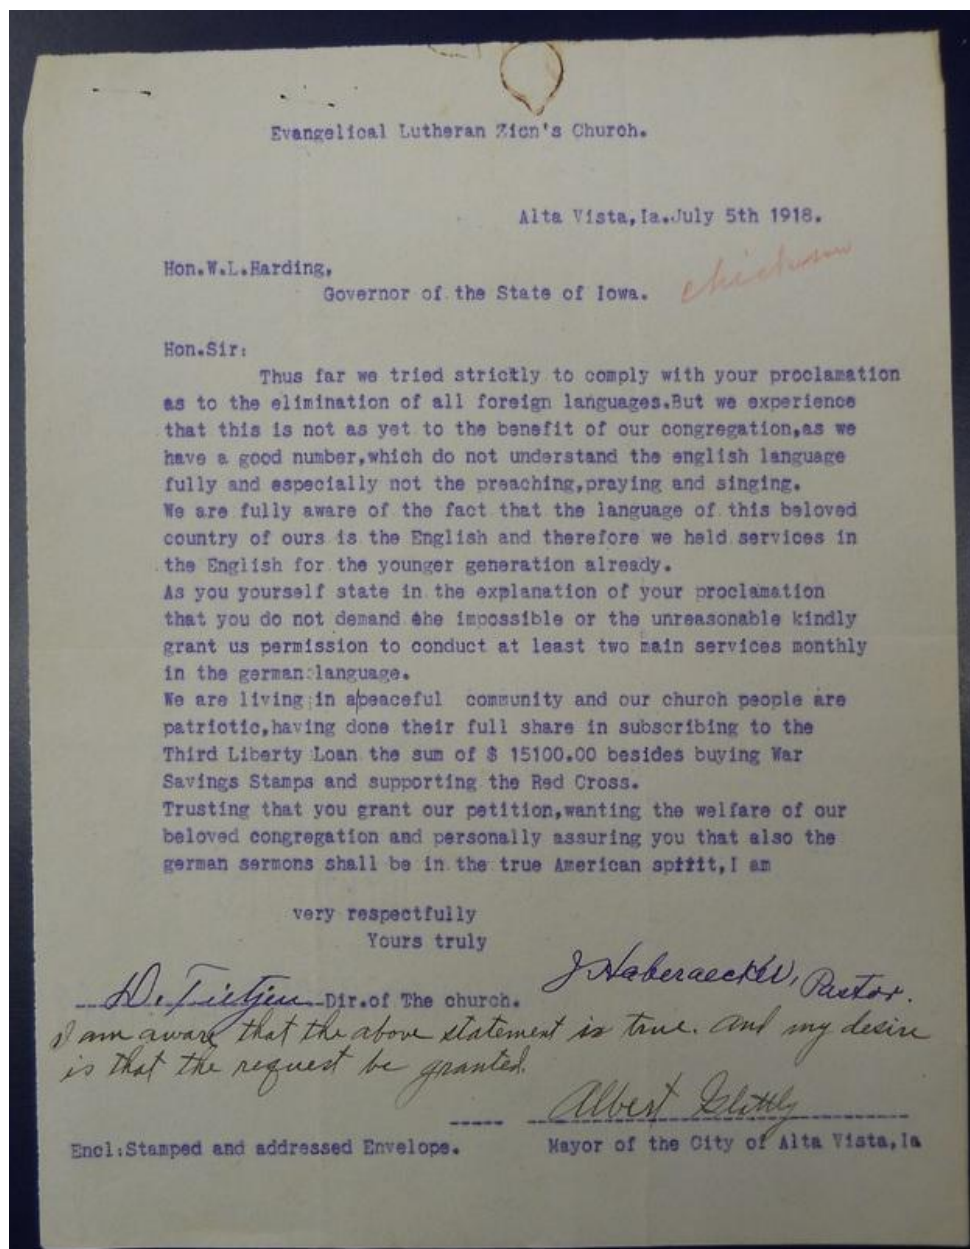 Evangelical Lutheran Zion's Church.
Alta Vista,Ia.July 5th 1918.
Hon.W.L.Harding,
Governor of the State of Iowa.
Hon.Sir:
Thus far we tried strictly to comply with your proclamation
as to the elimination of all foreign languages.But we experience
that this is not as yet to the benefit of our congregation,as we
have a good number,which do not understand the english language
fully and especially not the preaching,praying and singing.
We are fully aware of the fact that the language of this beloved
country of ours is the English and therefore we held services in
the English for the younger generation already.
As you yourself state in the explanation of your proclamation
that you do not demand the impossible or the unreasonable kindly
grant us permission to conduct at least two main services monthly
in the german language.
We are living in a|peaceful community and our church people are
patriotic,having done their full share in subscribing to the
Third Liberty Loan the sum of $ 15100.00 besides buying War
Savings Stamps and supporting the Red Cross.
Trusting that you grant our petition,wanting the welfare of our
beloved congregation and personally assuring you that also the
german sermons shall be in the true American spirit,I am
very respectfully
Yours truly
J Haberaecker, Pastor.
D. Tietjen Dir.of The church.
I am aware that the above statement is true. And my desire
is that the request be granted.
Albert
Encl:Stamped and addressed Envelope. Mayor of the City of Alta Vista,Ia